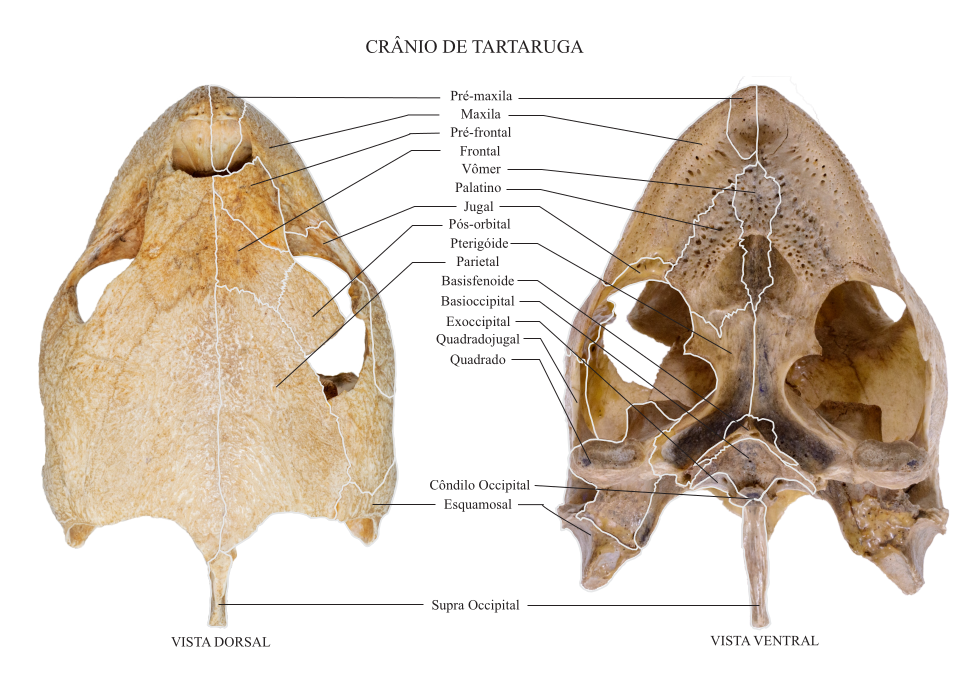 CRÂNIO DE TARTARUGA
Pré-maxila
Maxila
Pré-frontal
Frontal
Vômer
Palatino
Jugal
Pós-orbital
Pterigóide
Parietal
Basisfenoide
Basioccipital
Exoccipital
Quadradojugal
Quadrado
Côndilo Occipital
Esquamosal
Supra Occipital
VISTA DORSAL
VISTA VENTRAL